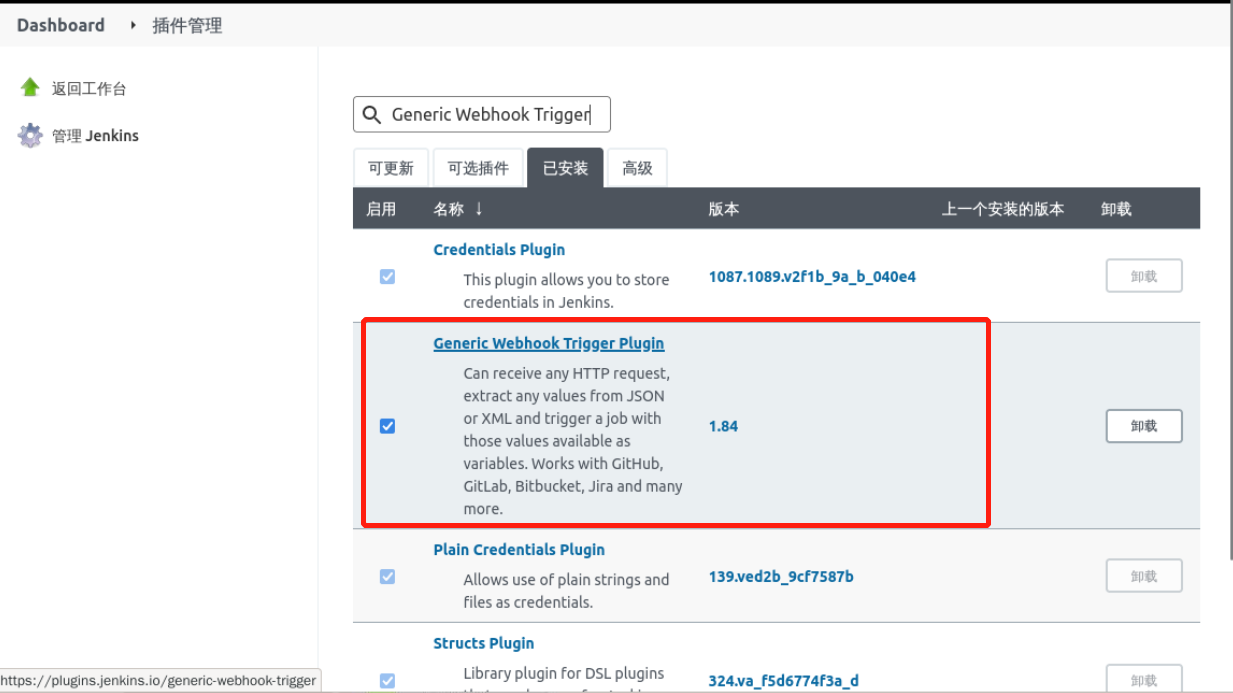 Dashboard
插件管理
返回工作台
管理 Jenkins
Generic Webhook Trigger
可更新
可选插件
已安装
高级
启用 名称 ↓ 版本 上一个安装的版本 卸载
Credentials Plugin
This plugin allows you to store
credentials in Jenkins.
1087.1089.v2f1b_9a_b_040e4
卸载
Generic Webhook Trigger Plugin
Can receive any HTTP request,
extract any values from JSON
or XML and trigger a job with
those values available as
variables. Works with GitHub,
GitLab, Bitbucket, Jira and many
more.
1.84
卸载
Plain Credentials Plugin
Allows use of plain strings and
files as credentials.
139.ved2b_9cf7587b
卸载
Structs Plugin
Library plugin for DSL plugins
324.va_f5d6774f3a_d
卸载
https://plugins.jenkins.io/generic-webhook-trigger